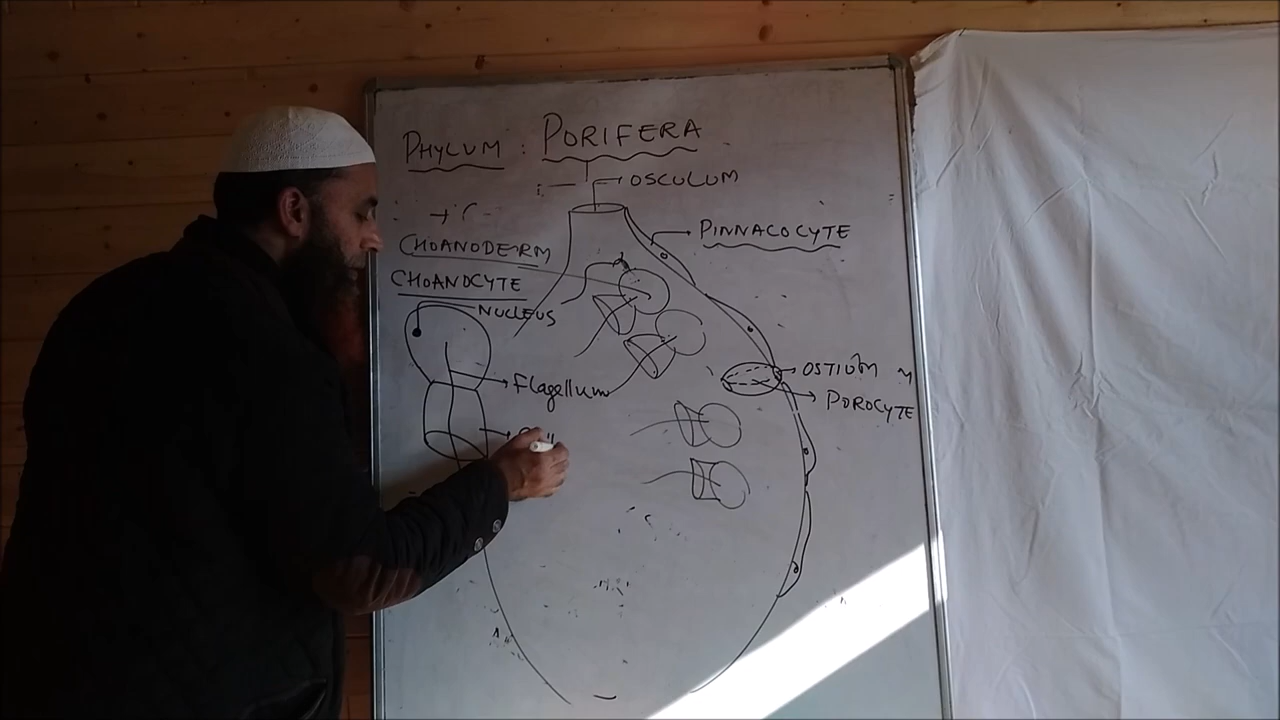 PHYLUM : PORIFERA
OSCULUM
PINNACOCYTE
CHOANODERM
CHOANOCYTE
NUCLEUS
OSTIUM
Flagellum
POROCYTE